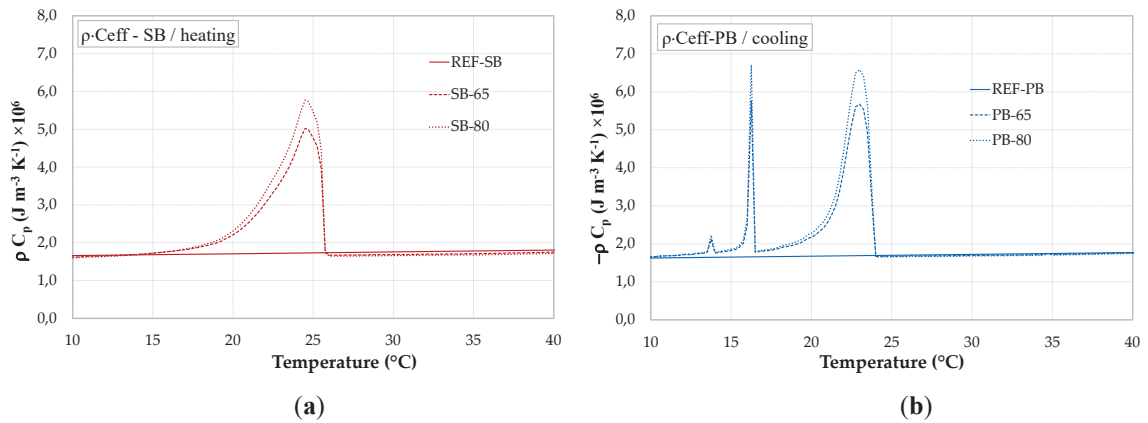 ρ·Ceff - SB / heating
REF-SB
SB-65
SB-80
8,0
7,0
6,0
5,0
4,0
3,0
2,0
1,0
0,0
ρ Cₚ (J m⁻³ K⁻¹) ×10⁶
10 15 20 25 30 35 40
Temperature (°C)
(a)
ρ·Ceff-PB / cooling
REF-PB
PB-65
PB-80
8,0
7,0
6,0
5,0
4,0
3,0
2,0
1,0
0,0
−ρ Cₚ (J m⁻³ K⁻¹) ×10⁶
10 15 20 25 30 35 40
Temperature (°C)
(b)